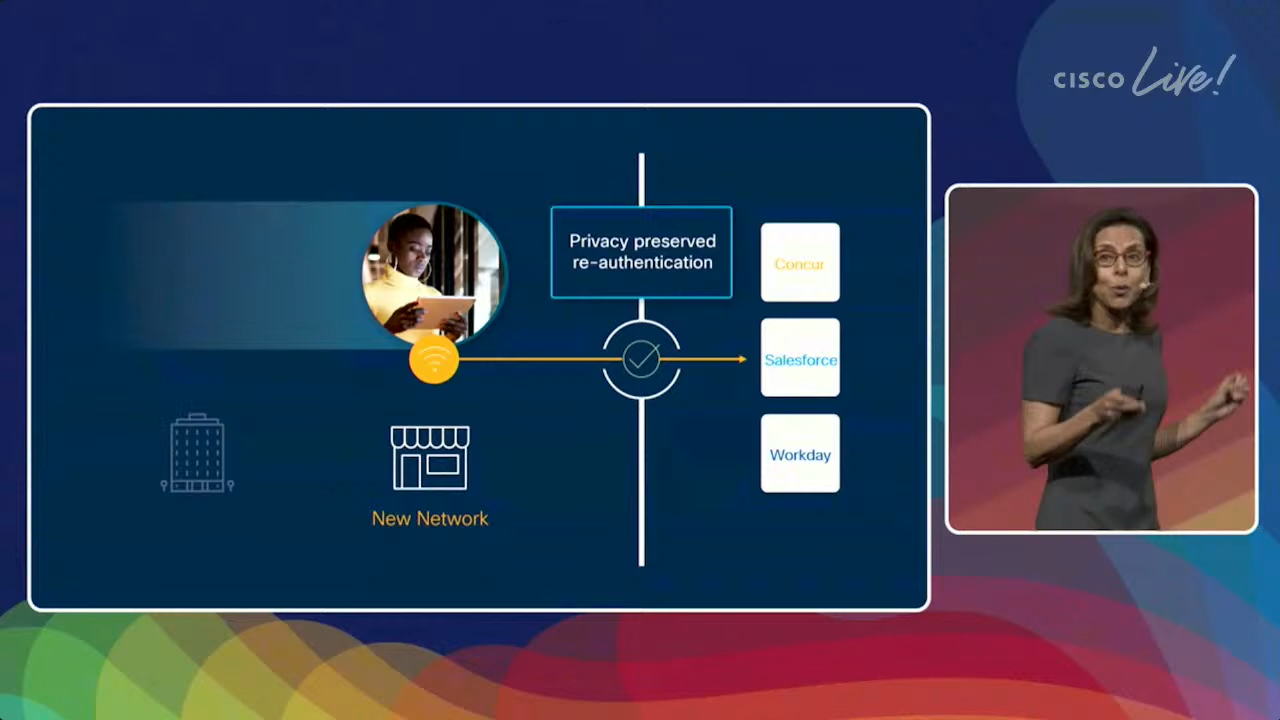 CISCO Live!
Privacy preserved
re-authentication
Concur
Salesforce
Workday
New Network